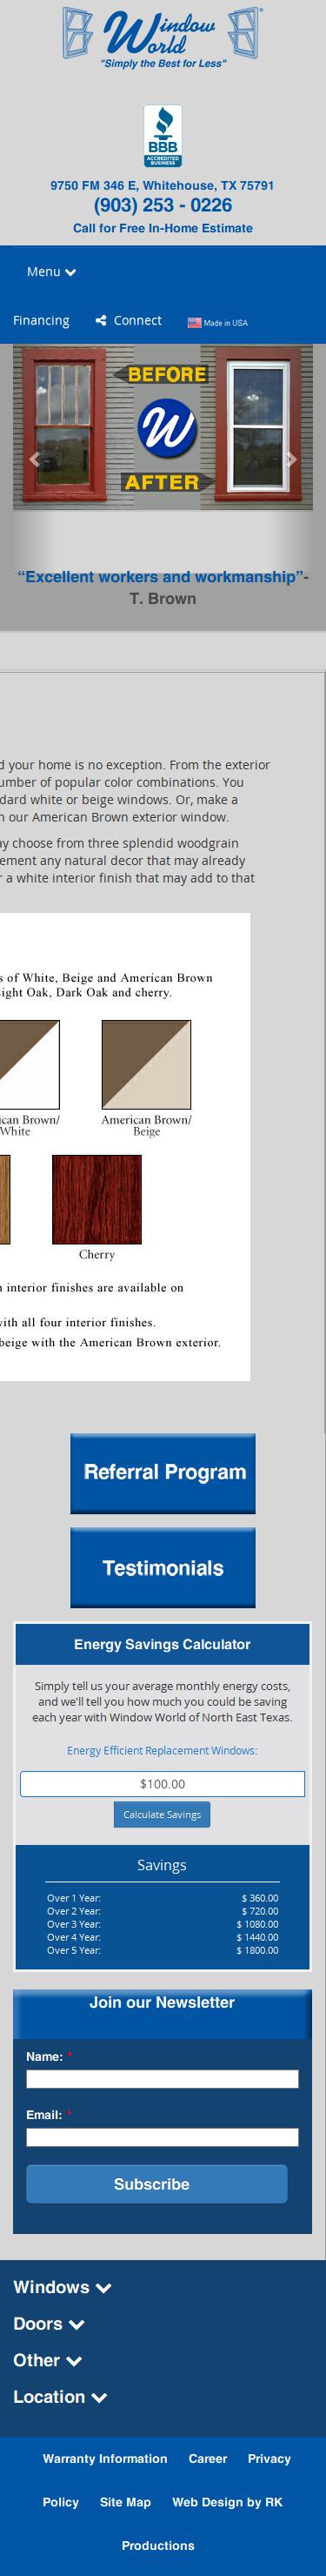 Window World
"Simply the Best for Less"
BBB
ACCREDITED BUSINESS
9750 FM 346 E, Whitehouse, TX 75791
(903) 253 - 0226
Call for Free In-Home Estimate
Menu
Financing Connect Made in USA
BEFORE
W
AFTER
“Excellent workers and workmanship”-
T. Brown
d your home is no exception. From the exterior
umber of popular color combinations. You
dard white or beige windows. Or, make a
our American Brown exterior window.
ay choose from three splendid woodgrain
ement any natural decor that may already
r a white interior finish that may add to that
s of White, Beige and American Brown
ight Oak, Dark Oak and cherry.
ican Brown/ American Brown/
White Beige
Cherry
interior finishes are available on
ith all four interior finishes.
beige with the American Brown exterior.
Referral Program
Testimonials
Energy Savings Calculator
Simply tell us your average monthly energy costs,
and we'll tell you how much you could be saving
each year with Window World of North East Texas.
Energy Efficient Replacement Windows:
$100.00
Calculate Savings
Savings
Over 1 Year: $ 360.00
Over 2 Year: $ 720.00
Over 3 Year: $ 1080.00
Over 4 Year: $ 1440.00
Over 5 Year: $ 1800.00
Join our Newsletter
Name: *
Email: *
Subscribe
Windows
Doors
Other
Location
Warranty Information Career Privacy
Policy Site Map Web Design by RK
Productions